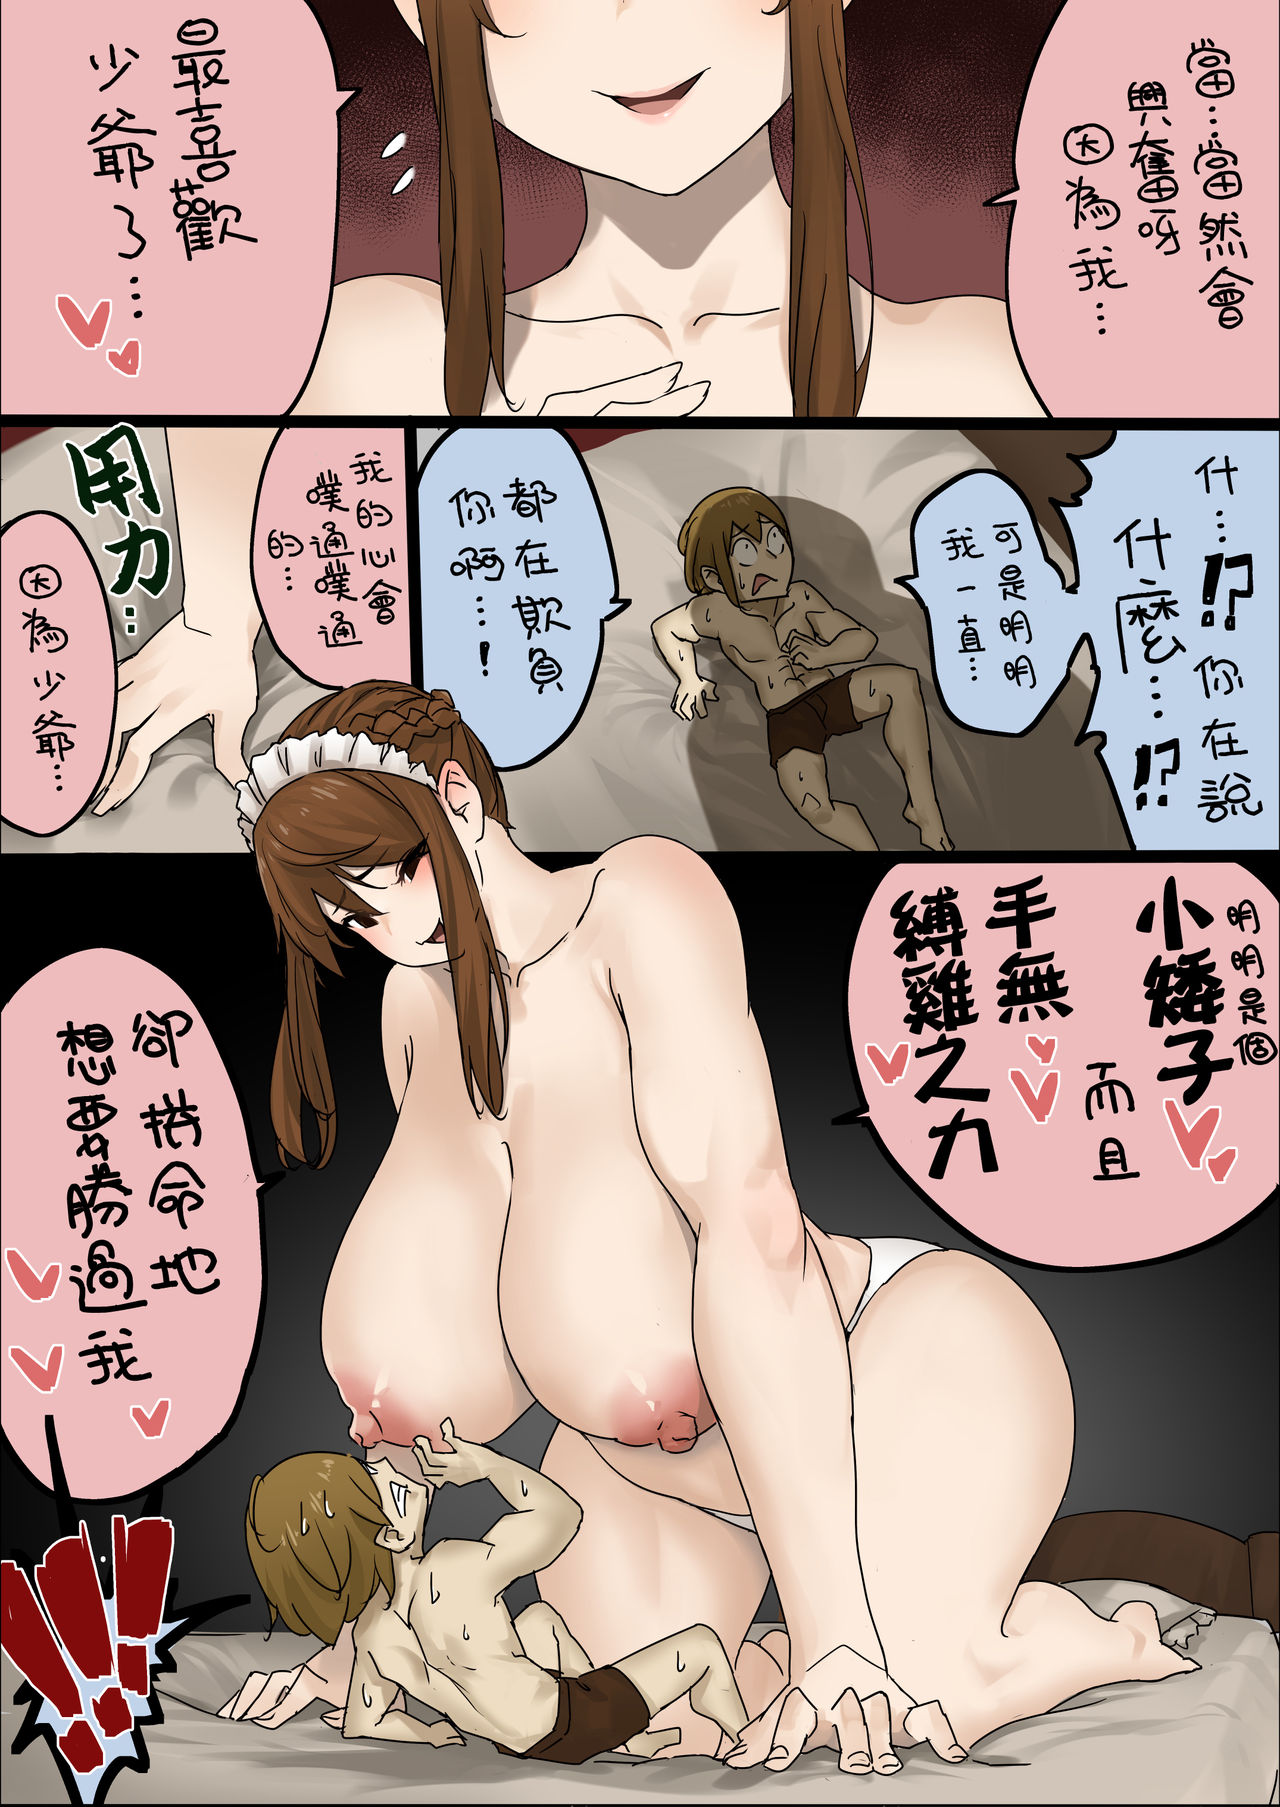 當…當然會
興奮呀
因為我…
最喜歡
少爺了…
什…⁉你在說
什麼…⁉
可是明明
我一直…
都在欺負
你啊…！
我的心會
噗通噗通
的…
用力…
因為少爺…
明明是個
小矮子
而且
手無
縛雞之力
卻拼命地
想要勝過我
!!!